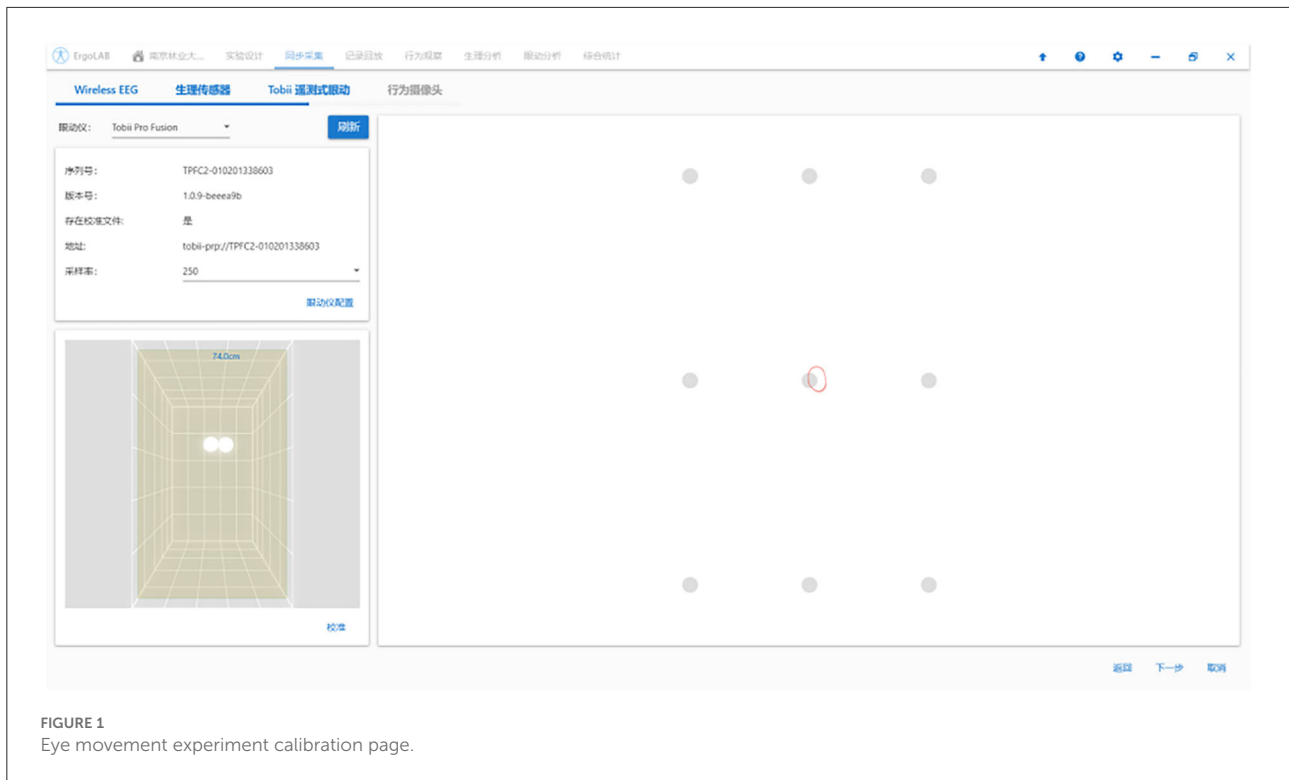 ErgoLAB 南京林业大... 实验设计 同步采集 记录回放 行为观察 生理分析 眼动分析 综合统计
Wireless EEG 生理传感器 Tobii 遥测式眼动 行为摄像头
眼动仪: Tobii Pro Fusion 刷新
序列号: TPFC2-010201338603
版本号: 1.0.9-beeea9b
存在校准文件: 是
地址: tobii-prp://TPFC2-010201338603
采样率: 250
眼动仪配置
74.0cm
校准
返回 下一步 取消
FIGURE 1
Eye movement experiment calibration page.